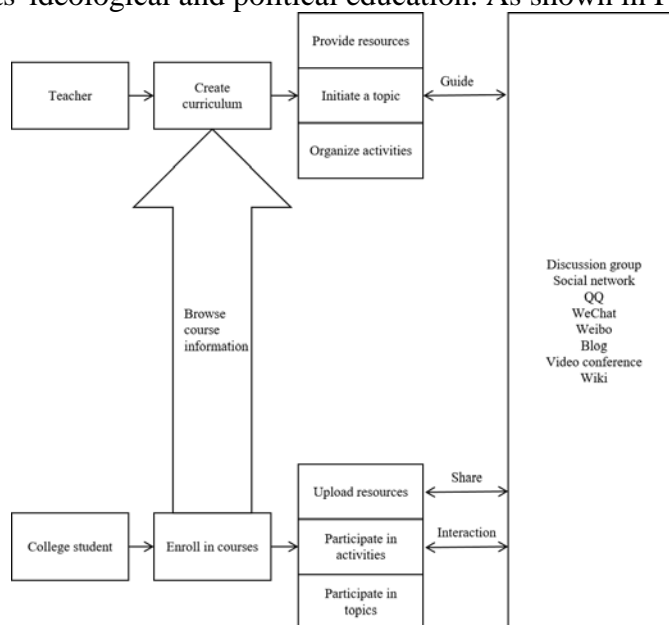 ideological and political education. As shown in
Provide resources
Teacher
Create
curriculum
Initiate a topic
Guide
Organize activities
Browse
course
information
Discussion group
Social network
QQ
WeChat
Weibo
Blog
Video conference
Wiki
Upload resources
Share
College student
Enroll in courses
Participate in
activities
Interaction
Participate in
topics